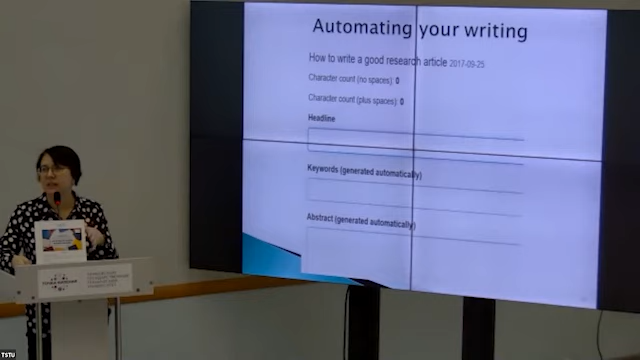 Automating your writing
How to write a good research article 2017-09-25
Character count (no spaces): 0
Character count (plus spaces): 0
Headline
Keywords (generated automatically)
Abstract (generated automatically)
TSTU